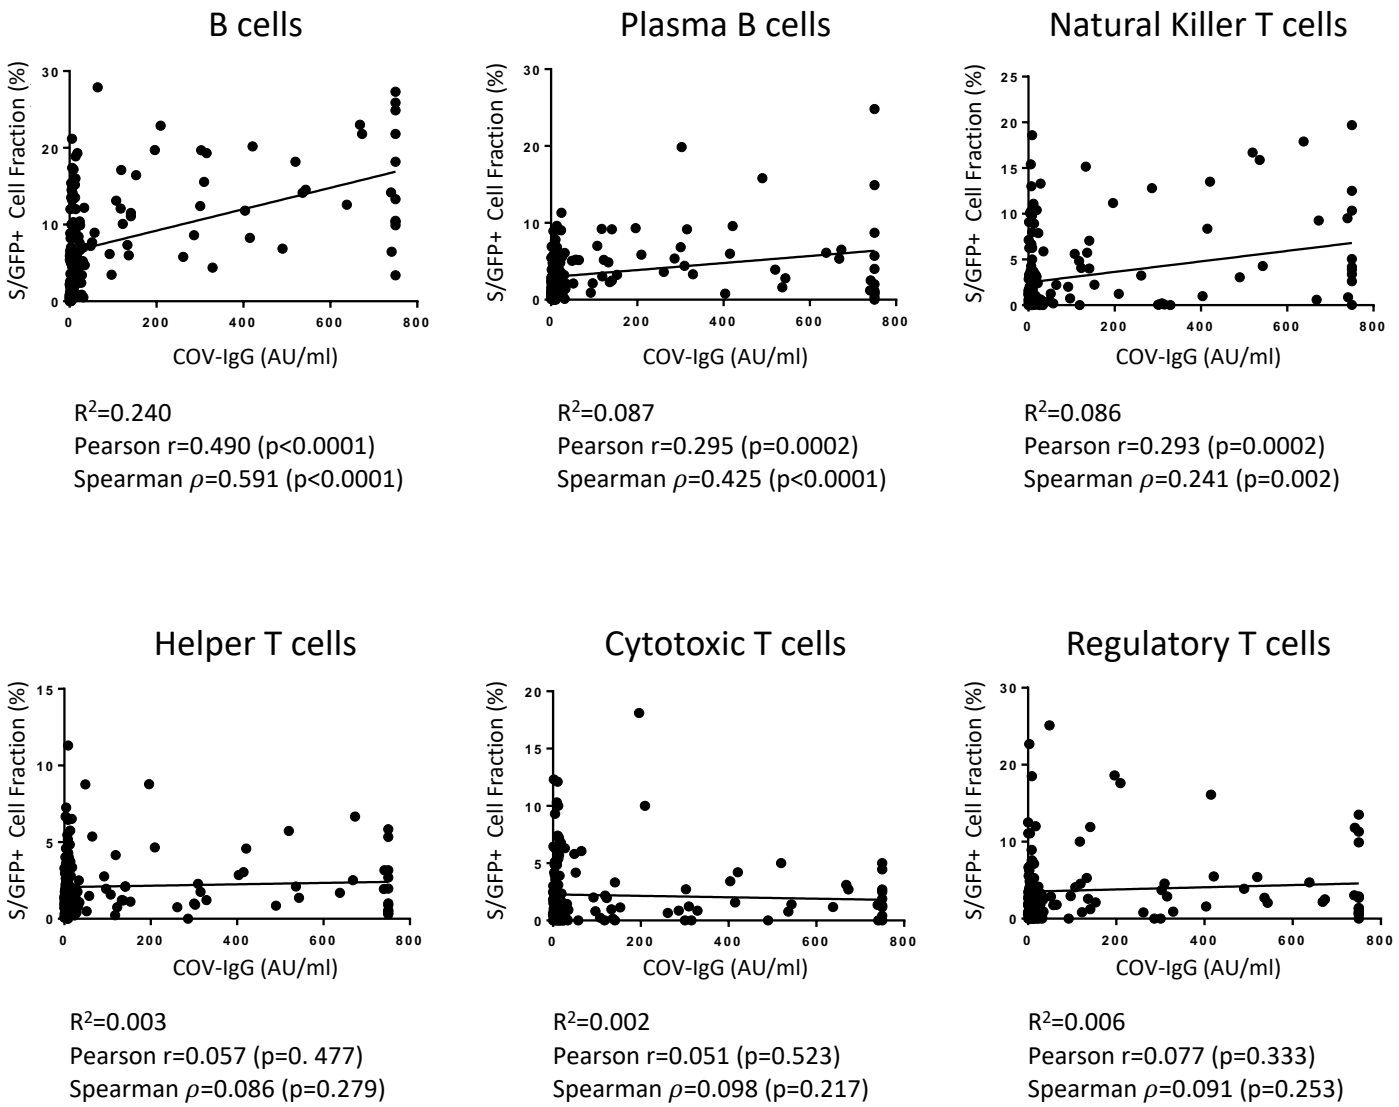 B cells
S/GFP+ Cell Fraction (%)
30
20
10
0
0 200 400 600 800
COV-IgG (AU/ml)
R²=0.240
Pearson r=0.490 (p<0.0001)
Spearman ρ=0.591 (p<0.0001)
Plasma B cells
S/GFP+ Cell Fraction (%)
30
20
10
0
0 200 400 600 800
COV-IgG (AU/ml)
R²=0.087
Pearson r=0.295 (p=0.0002)
Spearman ρ=0.425 (p<0.0001)
Natural Killer T cells
S/GFP+ Cell Fraction (%)
25
20
15
10
5
0
0 200 400 600 800
COV-IgG (AU/ml)
R²=0.086
Pearson r=0.293 (p=0.0002)
Spearman ρ=0.241 (p=0.002)
Helper T cells
S/GFP+ Cell Fraction (%)
15
10
5
0
0 200 400 600 800
COV-IgG (AU/ml)
R²=0.003
Pearson r=0.057 (p=0. 477)
Spearman ρ=0.086 (p=0.279)
Cytotoxic T cells
S/GFP+ Cell Fraction (%)
20
15
10
5
0
0 200 400 600 800
COV-IgG (AU/ml)
R²=0.002
Pearson r=0.051 (p=0.523)
Spearman ρ=0.098 (p=0.217)
Regulatory T cells
S/GFP+ Cell Fraction (%)
30
20
10
0
0 200 400 600 800
COV-IgG (AU/ml)
R²=0.006
Pearson r=0.077 (p=0.333)
Spearman ρ=0.091 (p=0.253)